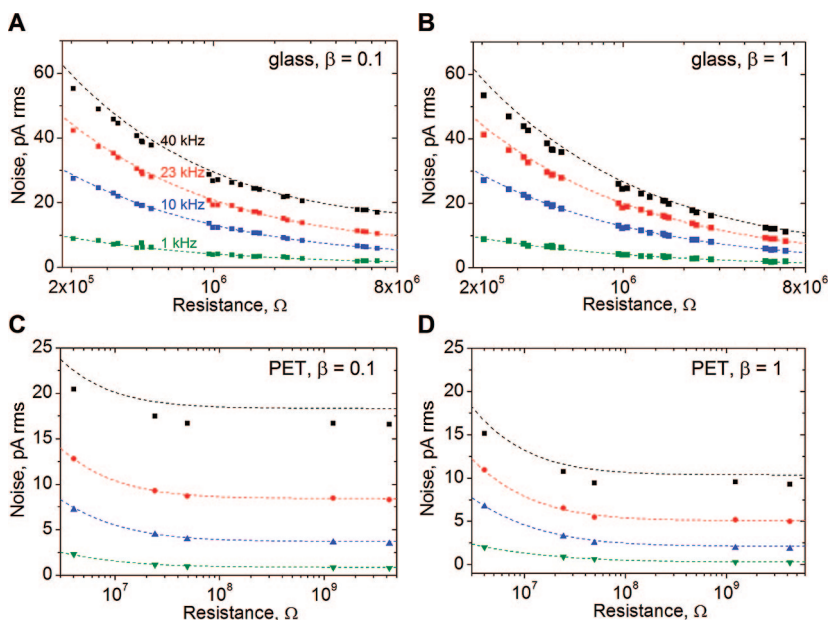 A
glass, β = 0.1
Noise, pA rms
60
40
20
0
40 kHz
23 kHz
10 kHz
1 kHz
2x10⁵
10⁶
8x10⁶
Resistance, Ω
B
glass, β = 1
Noise, pA rms
60
40
20
0
2x10⁵
10⁶
8x10⁶
Resistance, Ω
C
PET, β = 0.1
Noise, pA rms
25
20
15
10
5
0
10⁷
10⁸
10⁹
Resistance, Ω
D
PET, β = 1
Noise, pA rms
25
20
15
10
5
0
10⁷
10⁸
10⁹
Resistance, Ω